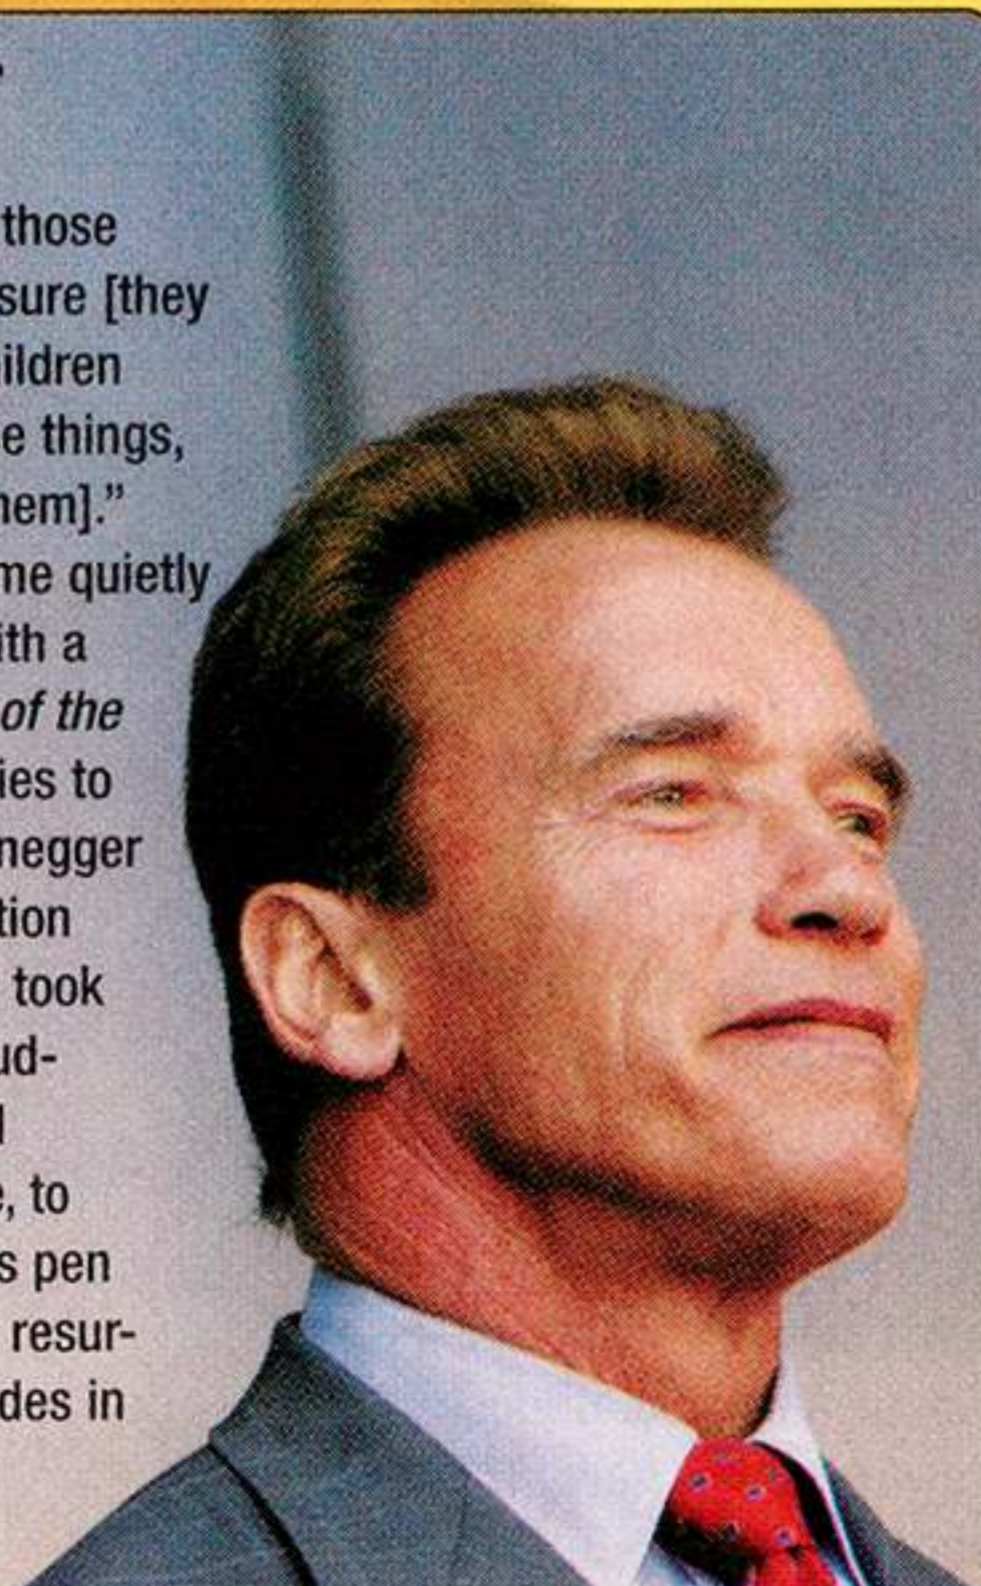 those
sure [they
ildren
e things,
nem]."
me quietly
ith a
of the
ies to
negger
tion
took
ud-
e, to
s pen
resur-
des in